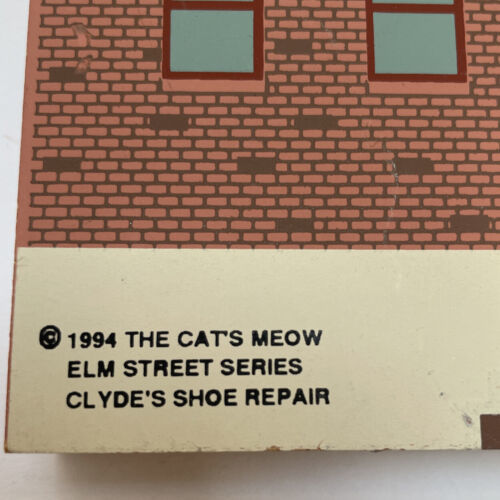 © 1994 THE CAT'S MEOW
ELM STREET SERIES
CLYDE'S SHOE REPAIR